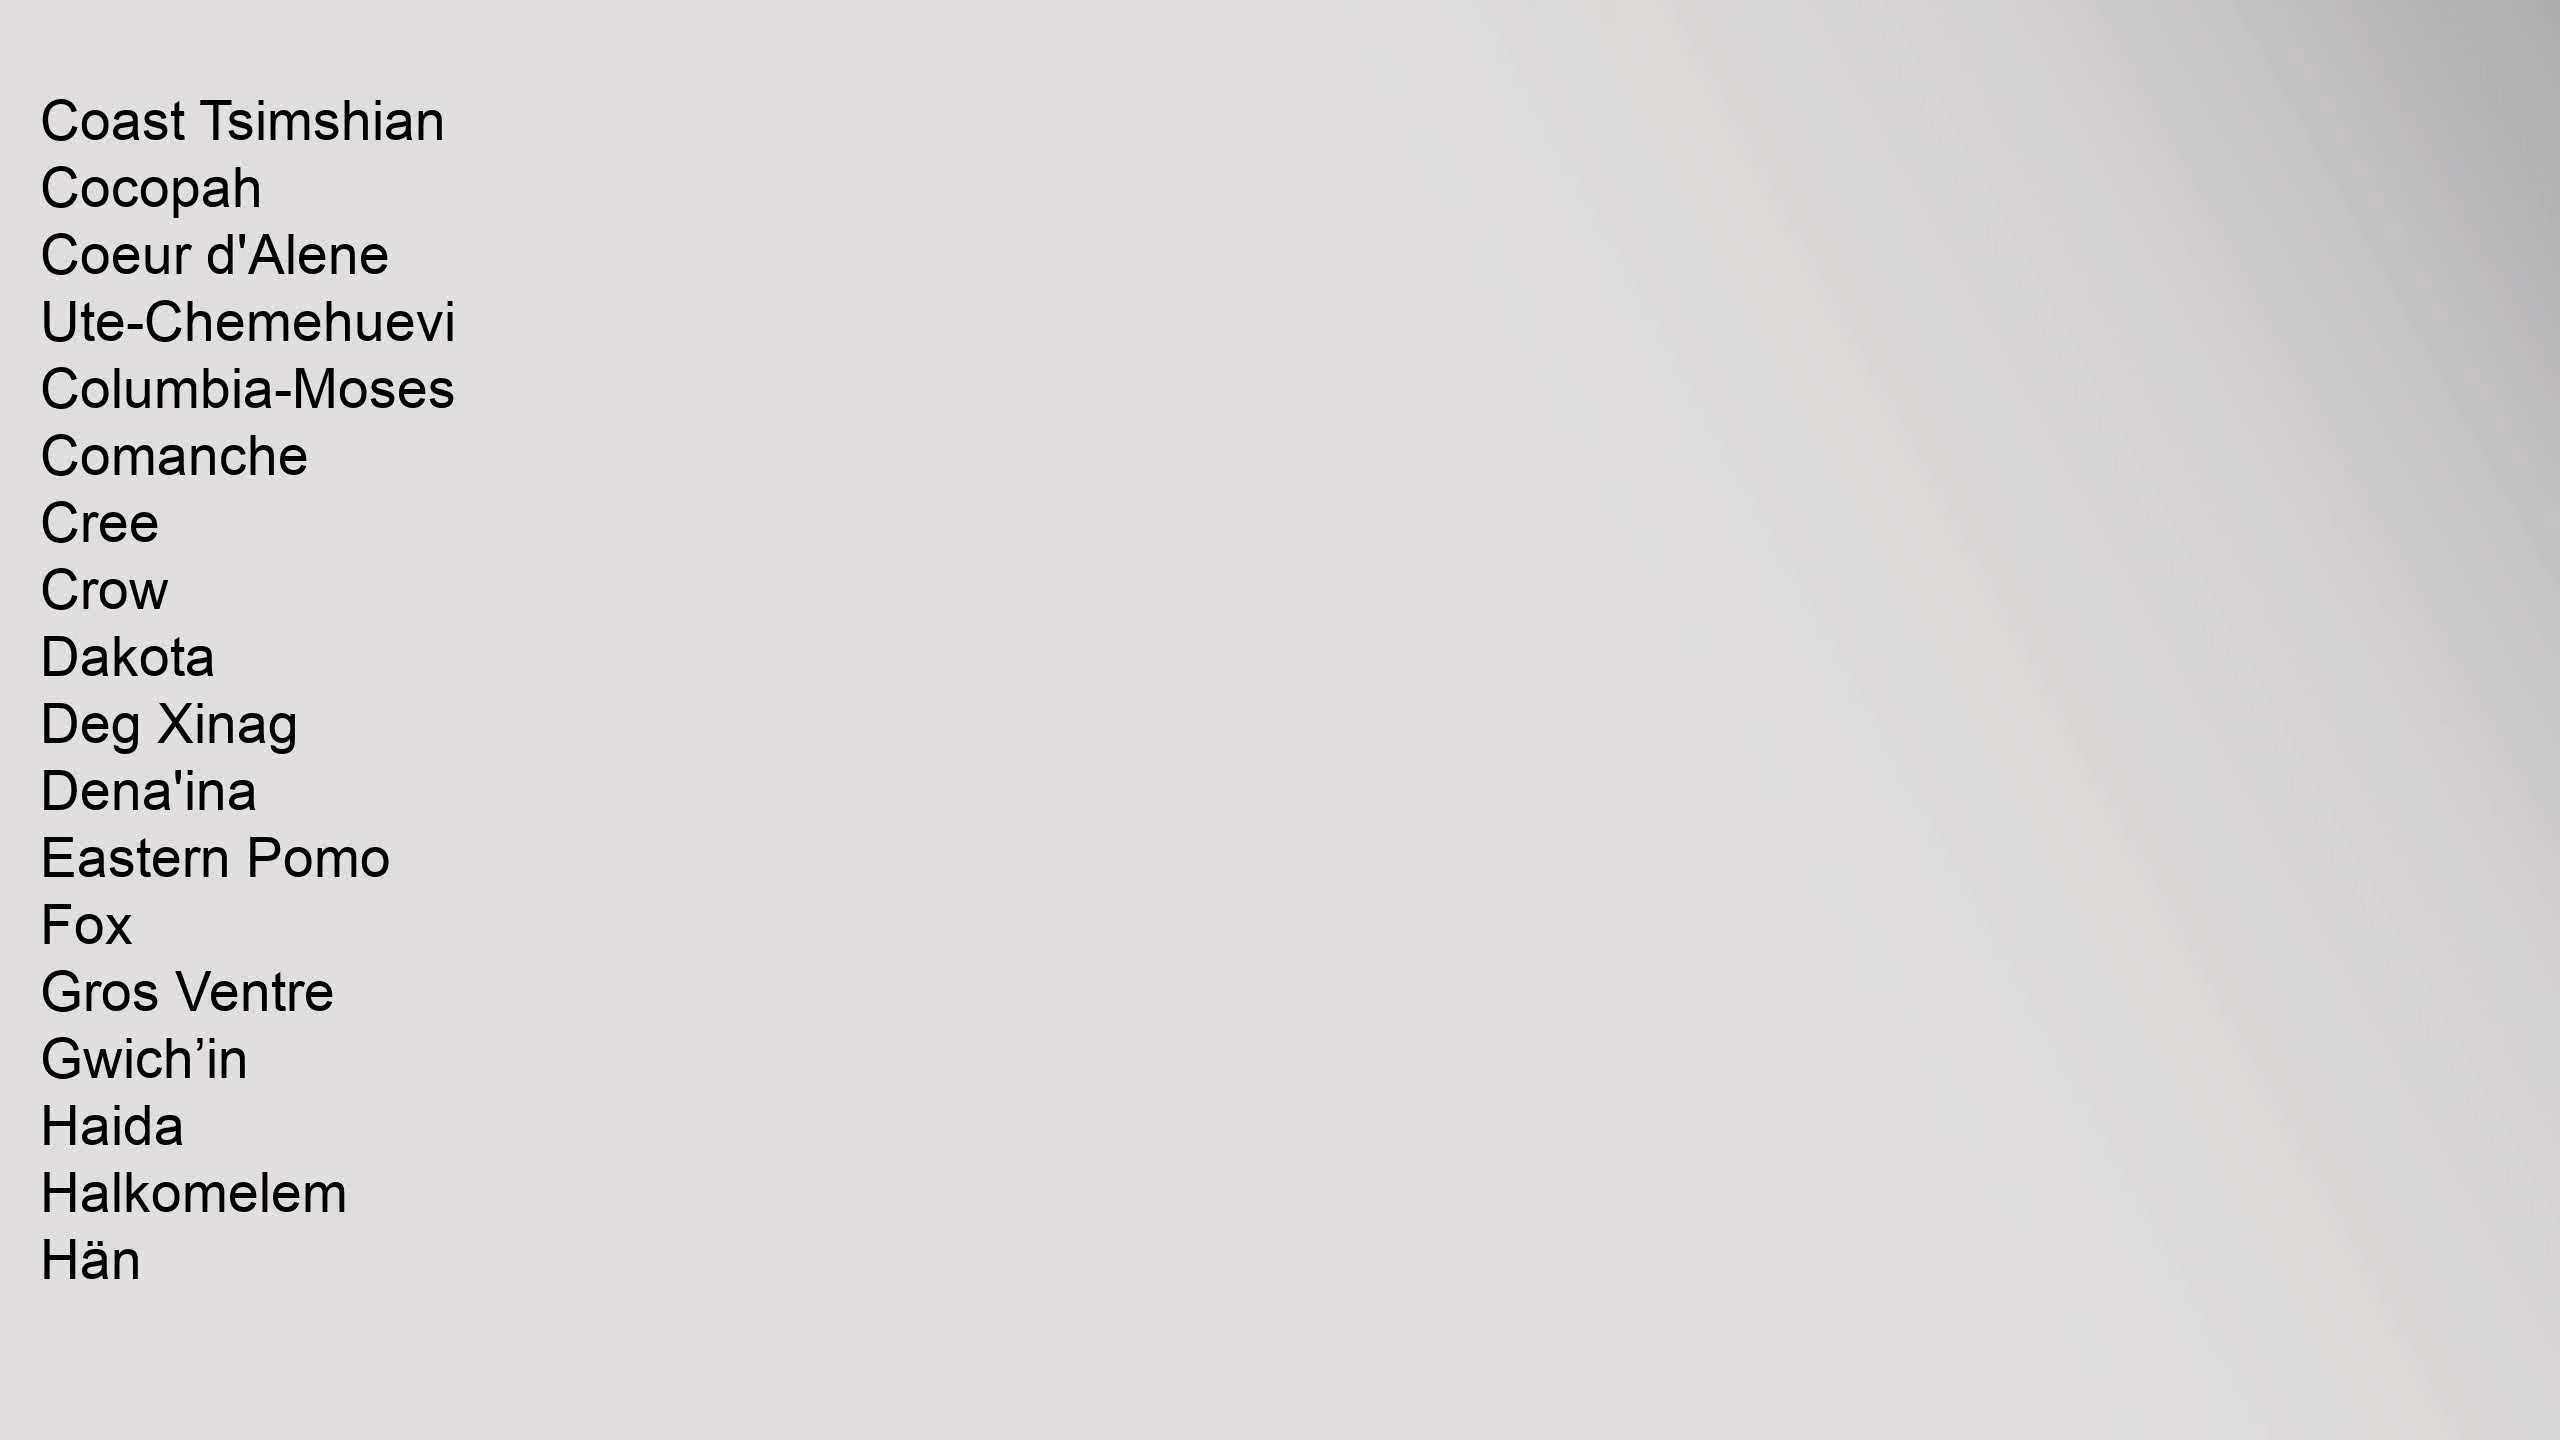 Coast Tsimshian
Cocopah
Coeur d'Alene
Ute-Chemehuevi
Columbia-Moses
Comanche
Cree
Crow
Dakota
Deg Xinag
Dena'ina
Eastern Pomo
Fox
Gros Ventre
Gwich’in
Haida
Halkomelem
Hän